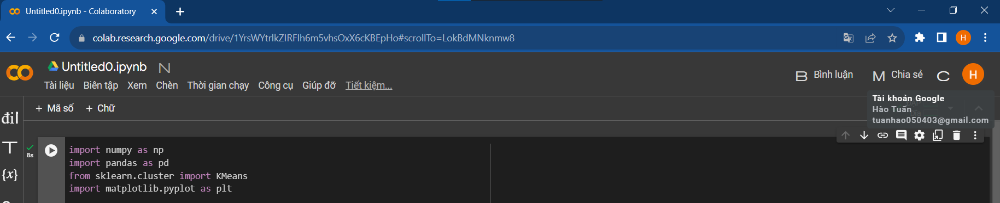 Untitled0.ipynb - Colaboratory
colab.research.google.com/drive/1YrsWYtrlkZIRFIh6m5vhsOxX6cKBEpHo#scrollTo=LokBdMNknmw8
H
Untitled0.ipynb N
B Bình luận M Chia sẻ C H
Tài liệu Biên tập Xem Chèn Thời gian chạy Công cụ Giúp đỡ Tiết kiệm...
Tài khoản Google
Hào Tuấn
tuanhao050403@gmail.com
+ Mã số + Chữ
đil
T
{x}
8s
import numpy as np
import pandas as pd
from sklearn.cluster import KMeans
import matplotlib.pyplot as plt